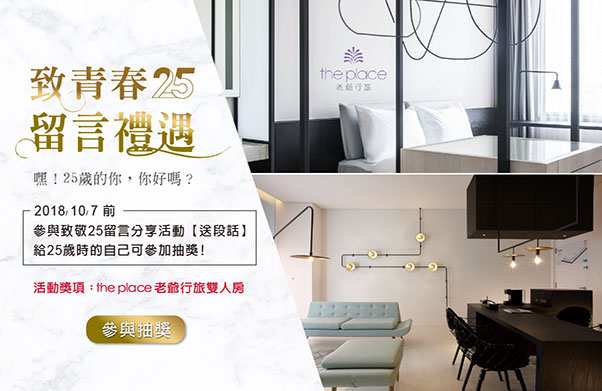 致青春25
留言禮遇
嘿！25歲的你，你好嗎？
2018/10/7 前
參與致敬25留言分享活動【送段話】
給25歲時的自己可參加抽獎！
活動獎項：the place 老爺行旅雙人房
參與抽獎
the place
老爺行旅